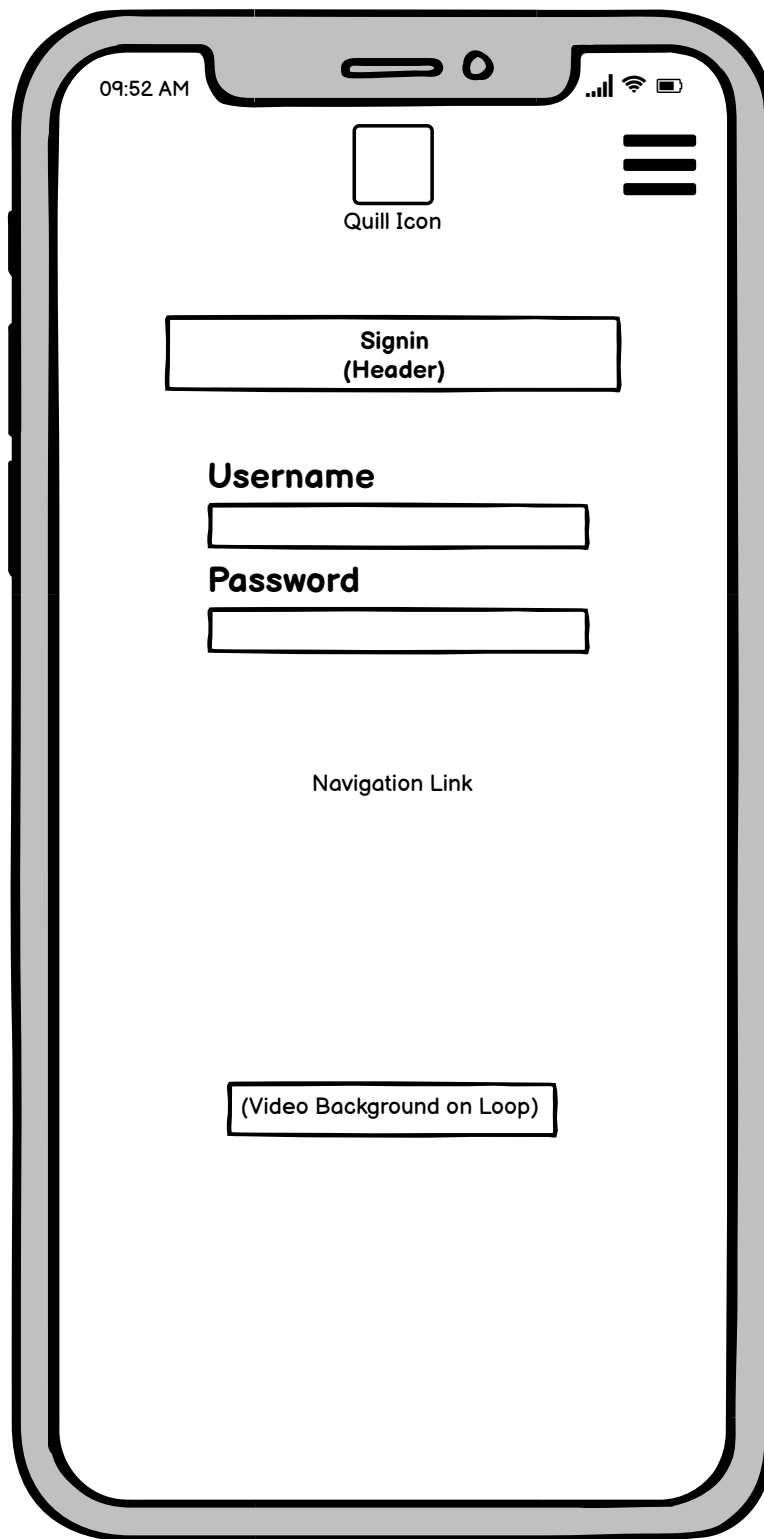 09:52 AM
Quill Icon
Signin
(Header)
Username
Password
Navigation Link
(Video Background on Loop)